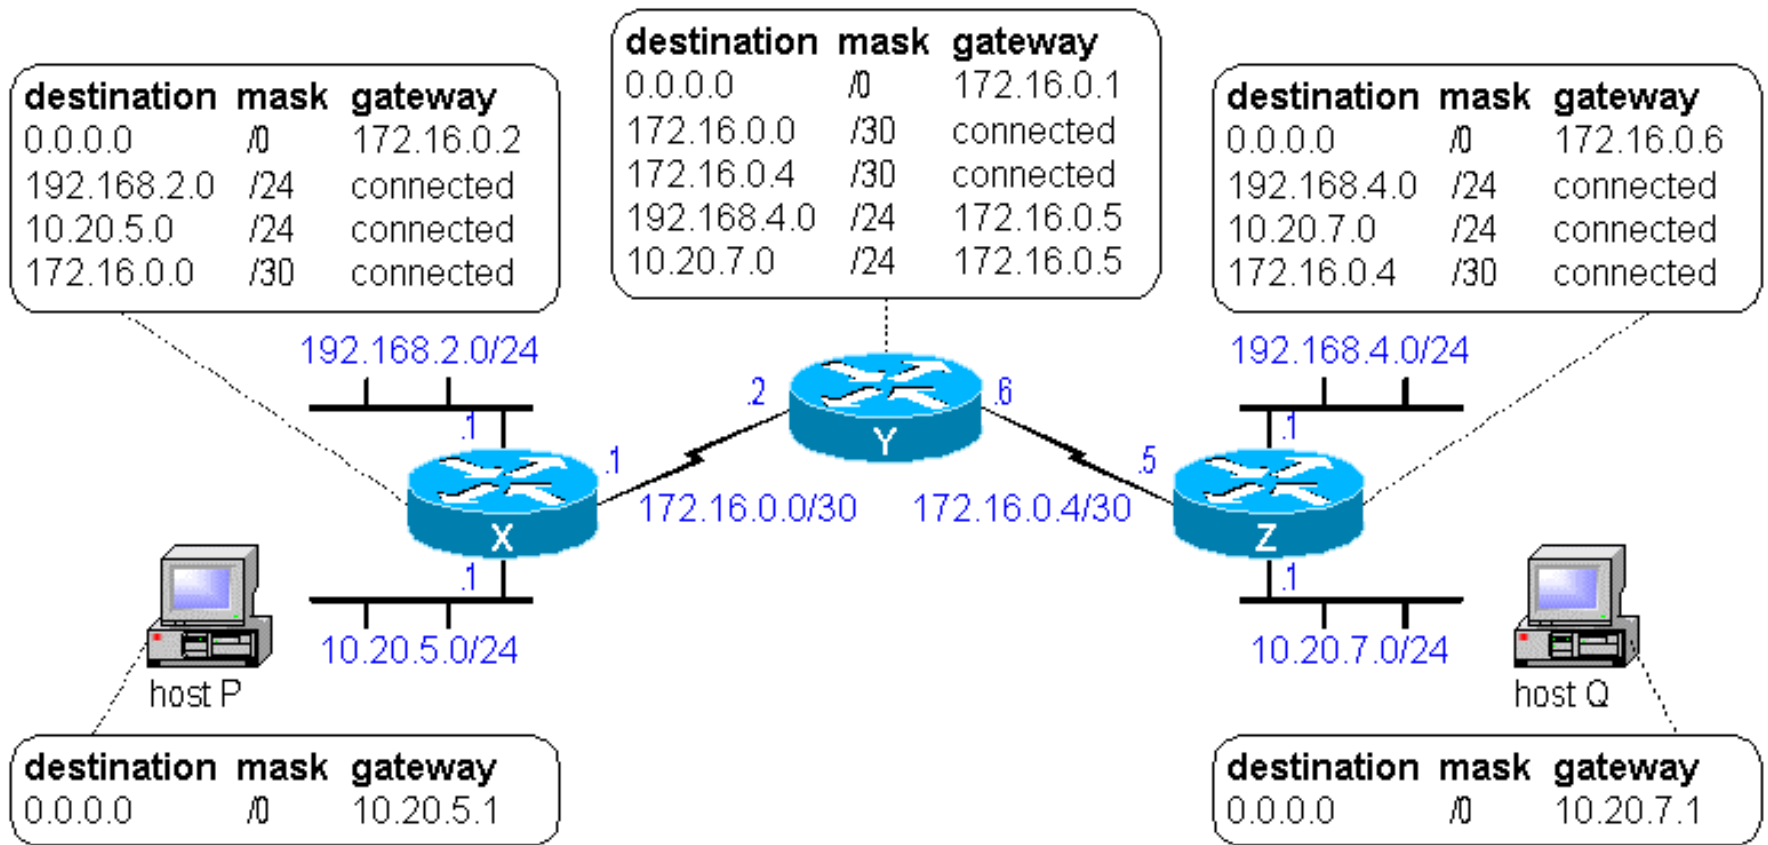 destination mask gateway
0.0.0.0 /0 172.16.0.2
192.168.2.0 /24 connected
10.20.5.0 /24 connected
172.16.0.0 /30 connected
destination mask gateway
0.0.0.0 /0 172.16.0.1
172.16.0.0 /30 connected
172.16.0.4 /30 connected
192.168.4.0 /24 172.16.0.5
10.20.7.0 /24 172.16.0.5
destination mask gateway
0.0.0.0 /0 172.16.0.6
192.168.4.0 /24 connected
10.20.7.0 /24 connected
172.16.0.4 /30 connected
192.168.2.0/24
.1
X
.1
.1
10.20.5.0/24
172.16.0.0/30
.2
Y
.6
172.16.0.4/30
.5
192.168.4.0/24
.1
Z
.1
10.20.7.0/24
host P
host Q
destination mask gateway
0.0.0.0 /0 10.20.5.1
destination mask gateway
0.0.0.0 /0 10.20.7.1